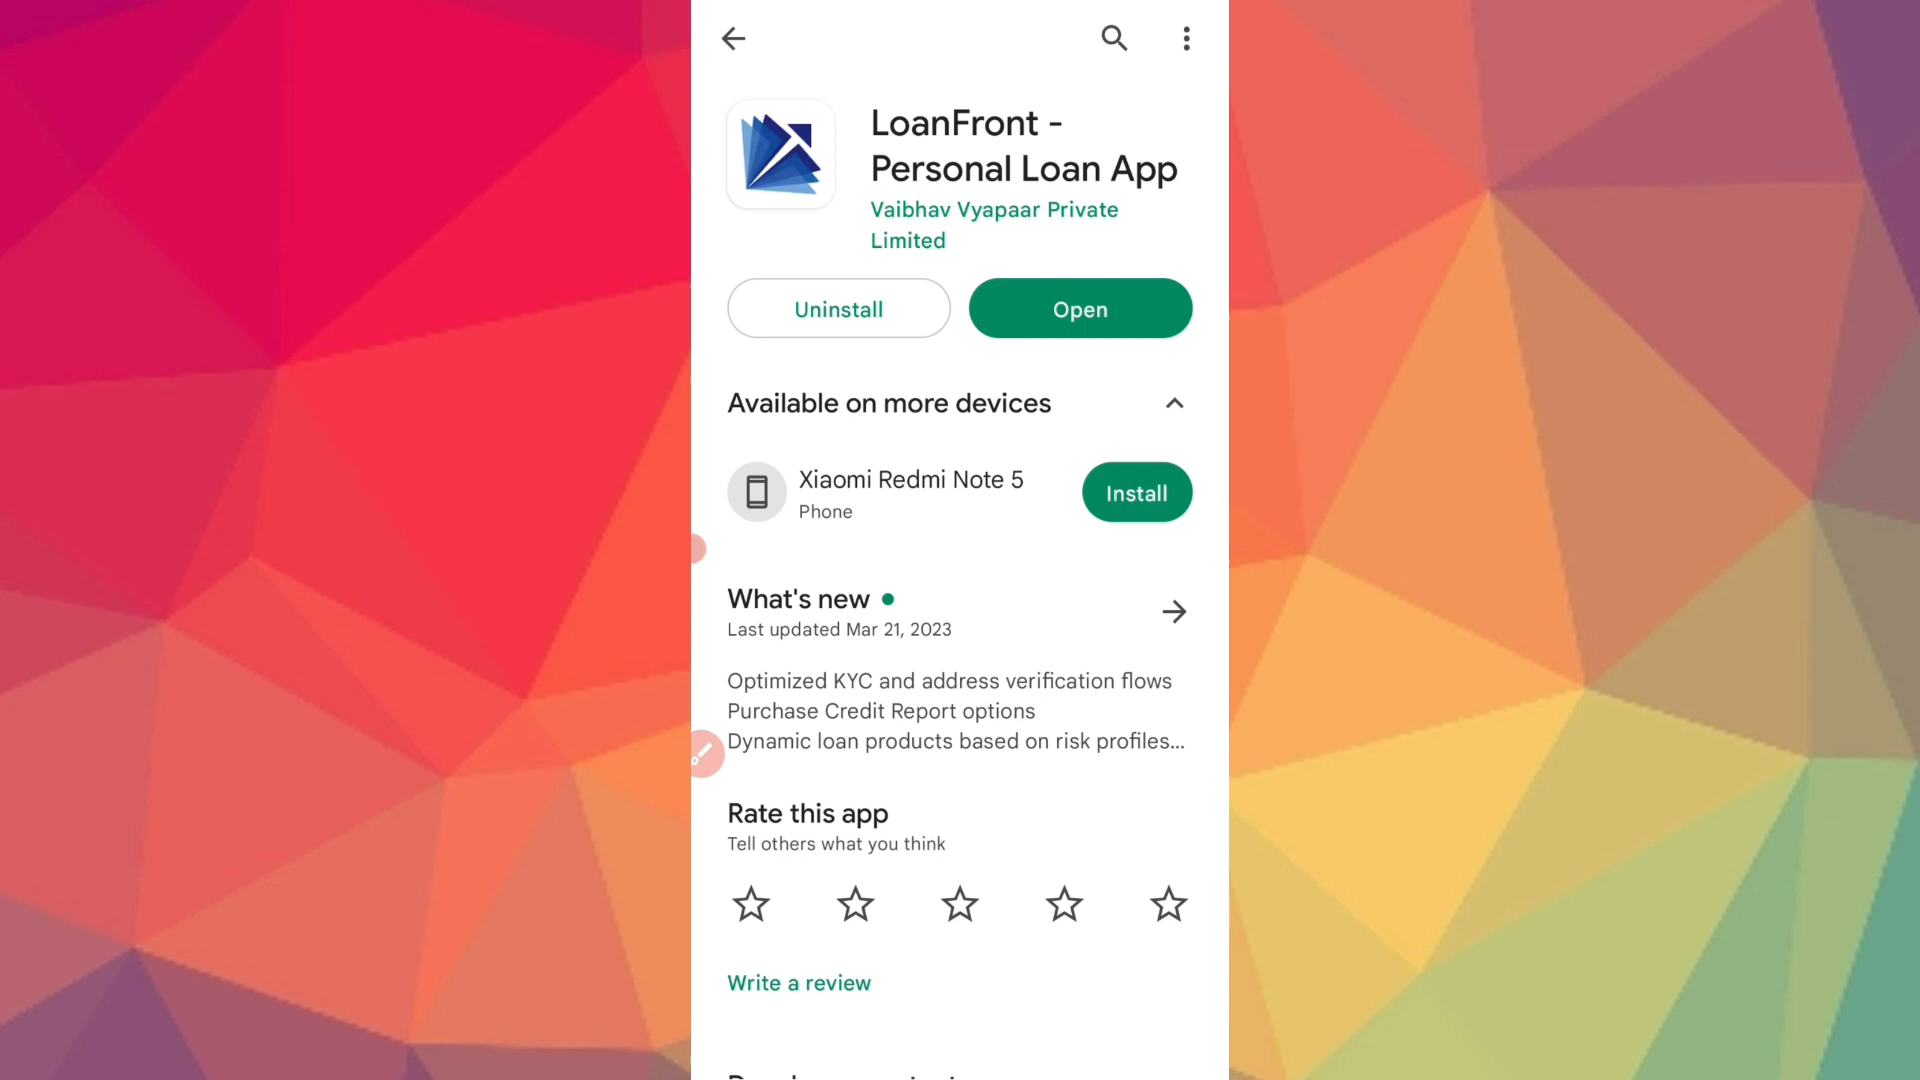 LoanFront -
Personal Loan App
Vaibhav Vyapaar Private
Limited
Uninstall
Open
Available on more devices
Xiaomi Redmi Note 5
Phone
Install
What's new
Last updated Mar 21, 2023
Optimized KYC and address verification flows
Purchase Credit Report options
Dynamic loan products based on risk profiles...
Rate this app
Tell others what you think
Write a review